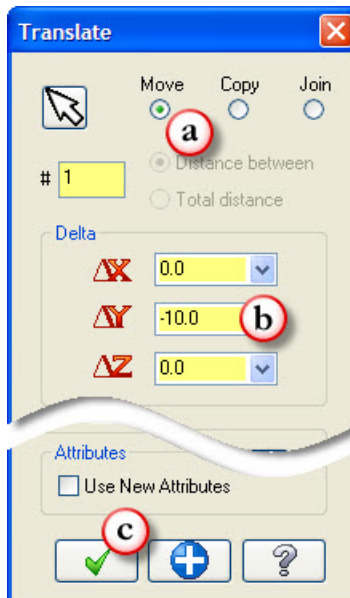 Translate
Move Copy Join
a
Distance between
# 1
Total distance
Delta
ΔX 0.0
ΔY -10.0 b
ΔZ 0.0
Attributes
Use New Attributes
c
?